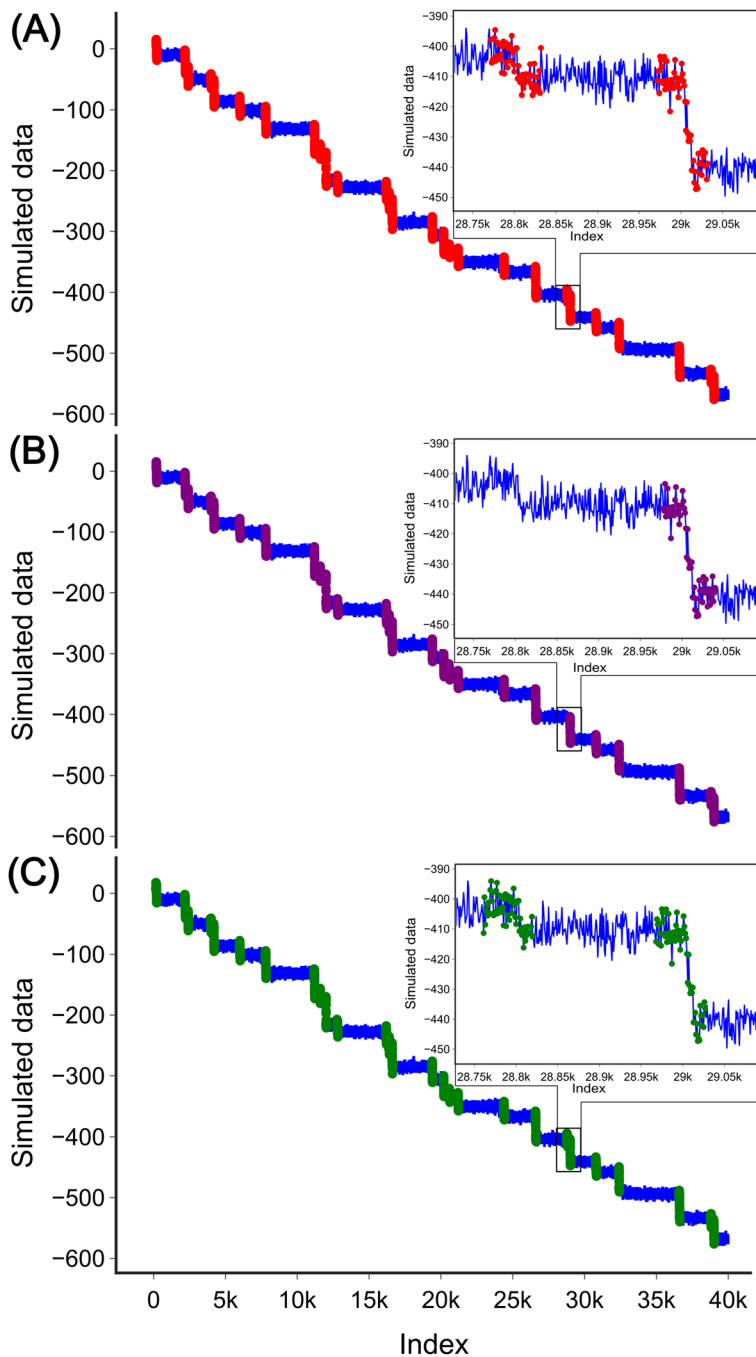 (A)
0
−100
−200
−300
−400
−500
−600
Simulated data
−390
−400
−410
−420
−430
−440
−450
Simulated data
28.75k 28.8k 28.85k 28.9k 28.95k 29k 29.05k
Index
(B)
0
−100
−200
−300
−400
−500
−600
Simulated data
−390
−400
−410
−420
−430
−440
−450
Simulated data
28.75k 28.8k 28.85k 28.9k 28.95k 29k 29.05k
Index
(C)
0
−100
−200
−300
−400
−500
−600
Simulated data
−390
−400
−410
−420
−430
−440
−450
Simulated data
28.75k 28.8k 28.85k 28.9k 28.95k 29k 29.05k
Index
0 5k 10k 15k 20k 25k 30k 35k 40k
Index